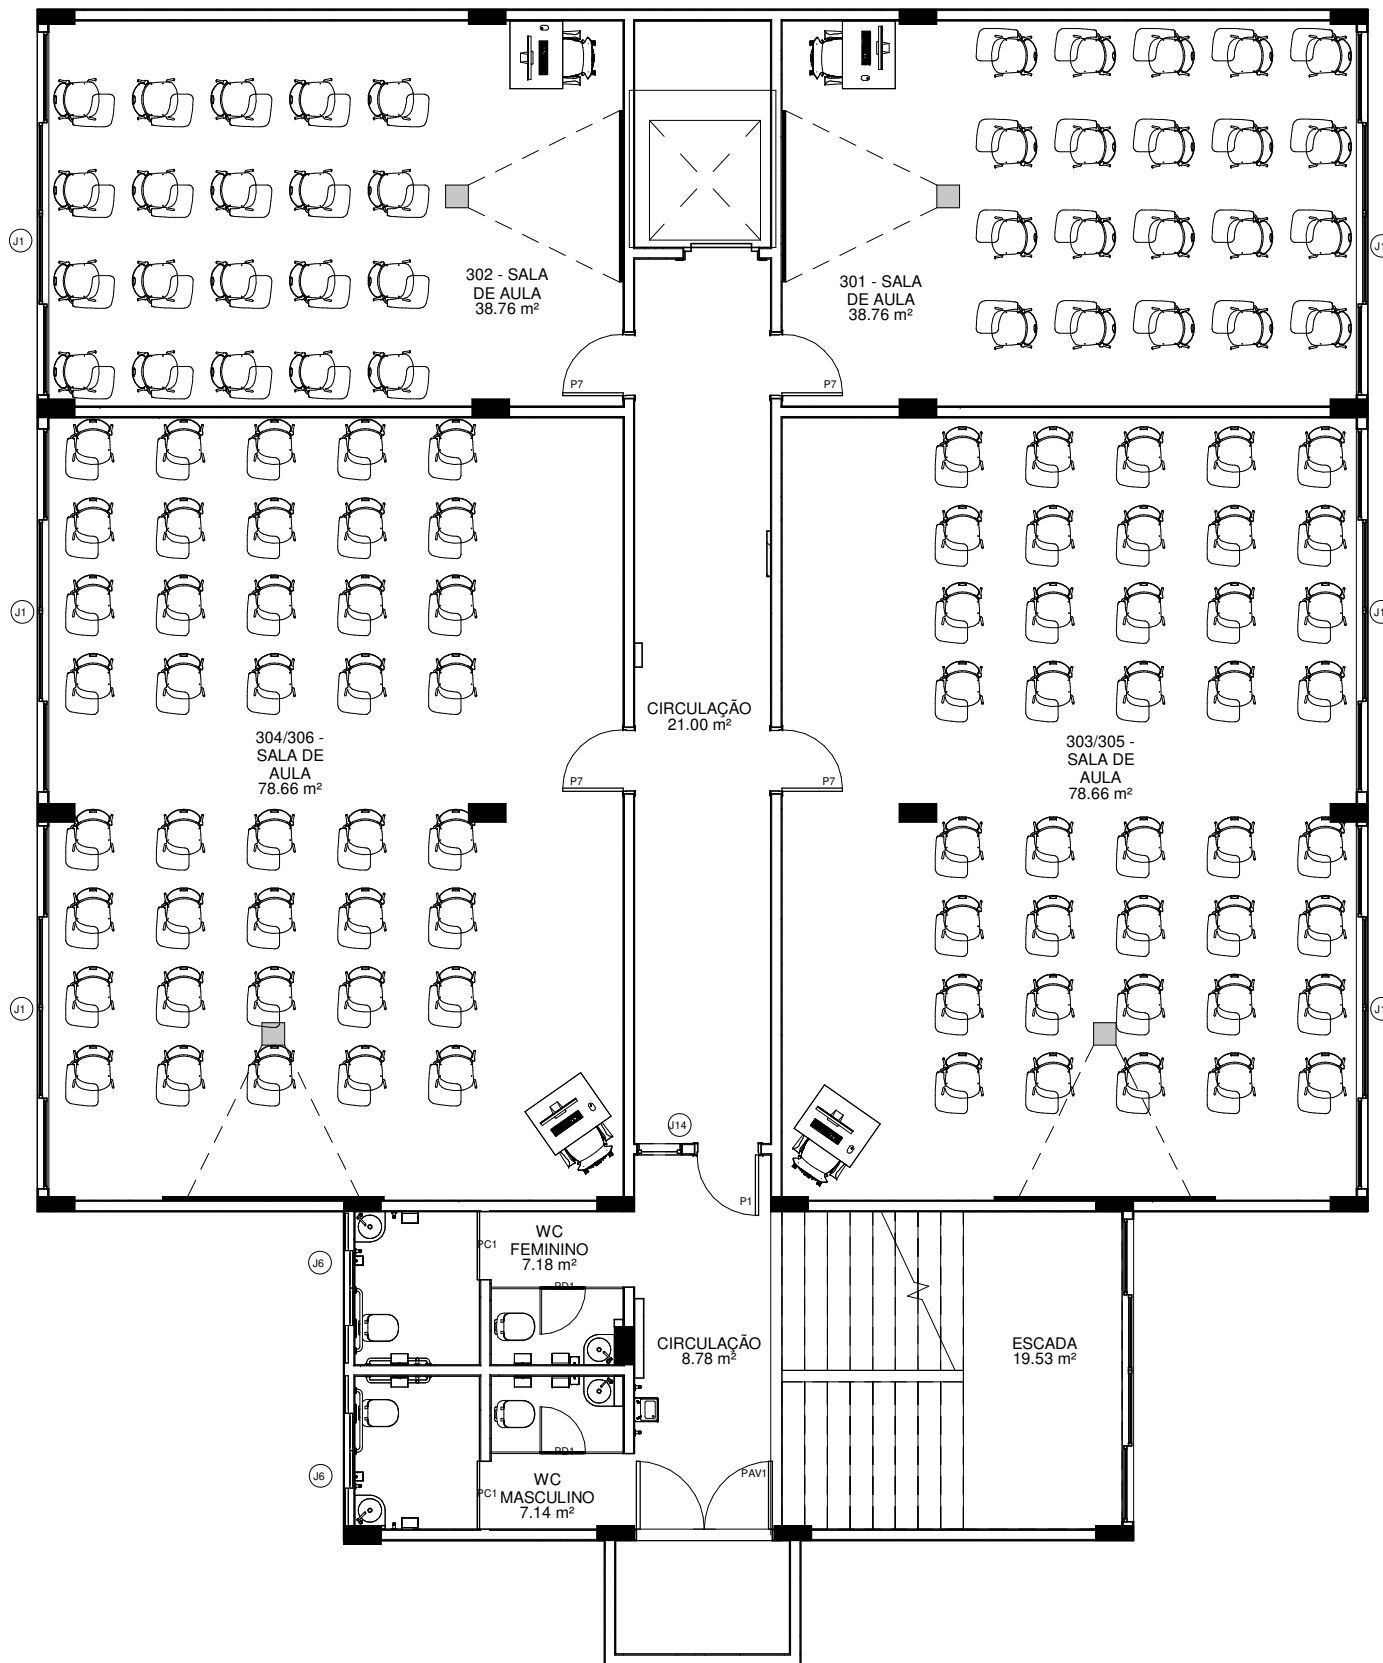 J1
302 - SALA
DE AULA
38.76 m²
301 - SALA
DE AULA
38.76 m²
J1
P7
P7
J1
J1
CIRCULAÇÃO
21.00 m²
304/306 -
SALA DE
AULA
78.66 m²
303/305 -
SALA DE
AULA
78.66 m²
P7
P7
J1
J1
J14
P1
PC1
WC
FEMININO
7.18 m²
J6
PD1
CIRCULAÇÃO
8.78 m²
ESCADA
19.53 m²
PD1
J6
PC1
WC
MASCULINO
7.14 m²
PAV1